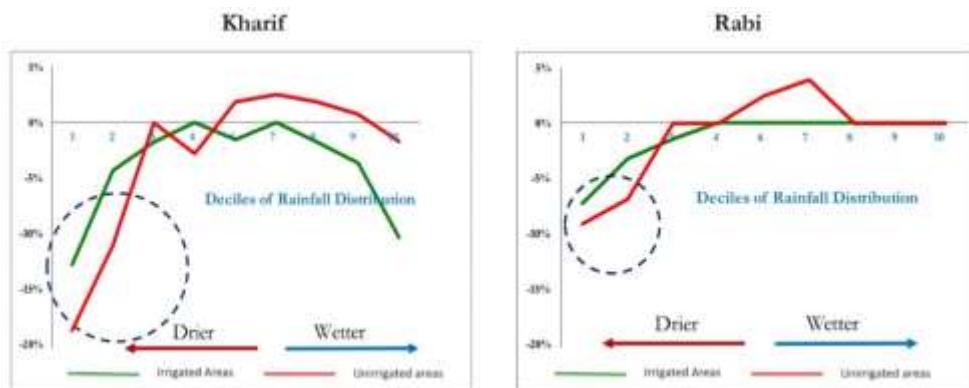 Kharif
5%
0%
1 2 3 4 6 7 8 9 10
-5%
Deciles of Rainfall Distribution
-10%
-15%
Drier Wetter
-20%
Irrigated Areas Unirrigated areas
Rabi
5%
0%
1 2 3 4 6 7 8 9 10
-5%
Deciles of Rainfall Distribution
-10%
-15%
Drier Wetter
-20%
Irrigated Areas Unirrigated areas